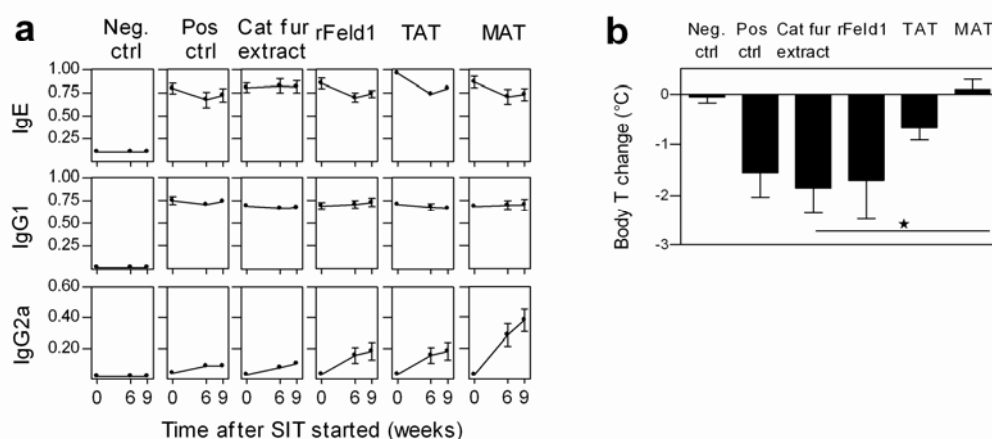 a
Neg. ctrl
Pos ctrl
Cat fur extract
rFeld1
TAT
MAT
IgE
1.00
0.75
0.50
0.25
IgG1
1.00
0.75
0.50
0.25
IgG2a
0.60
0.40
0.20
0 6 9 0 6 9 0 6 9 0 6 9 0 6 9 0 6 9
Time after SIT started (weeks)
b
Neg. ctrl
Pos ctrl
Cat fur extract
rFeld1
TAT
MAT
Body T change (°C)
0
-1
-2
-3
★